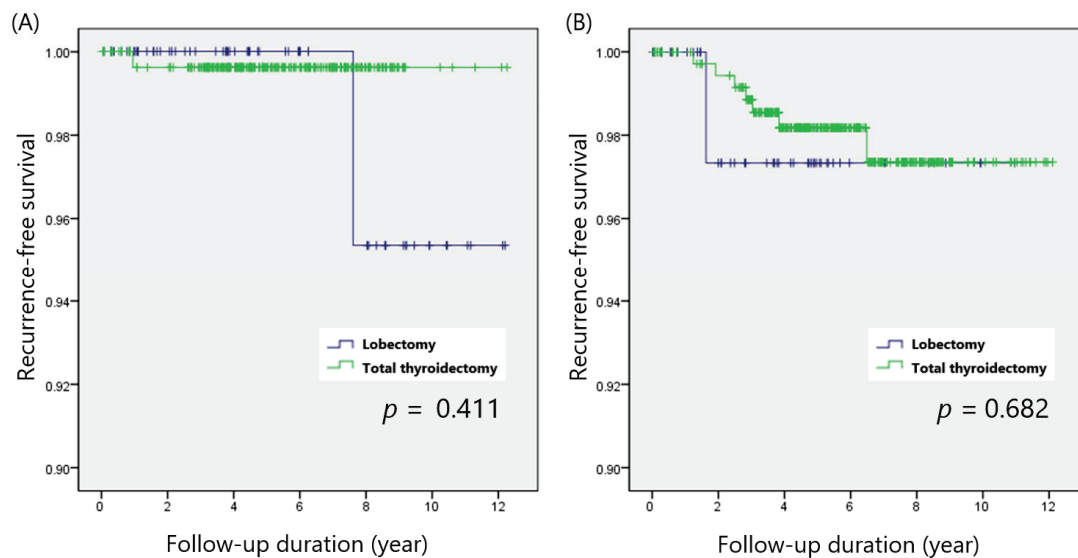 (A)
Recurrence-free survival
1.00
0.98
0.96
0.94
0.92
0.90
Lobectomy
Total thyroidectomy
p = 0.411
0 2 4 6 8 10 12
Follow-up duration (year)
(B)
Recurrence-free survival
1.00
0.98
0.96
0.94
0.92
0.90
Lobectomy
Total thyroidectomy
p = 0.682
0 2 4 6 8 10 12
Follow-up duration (year)